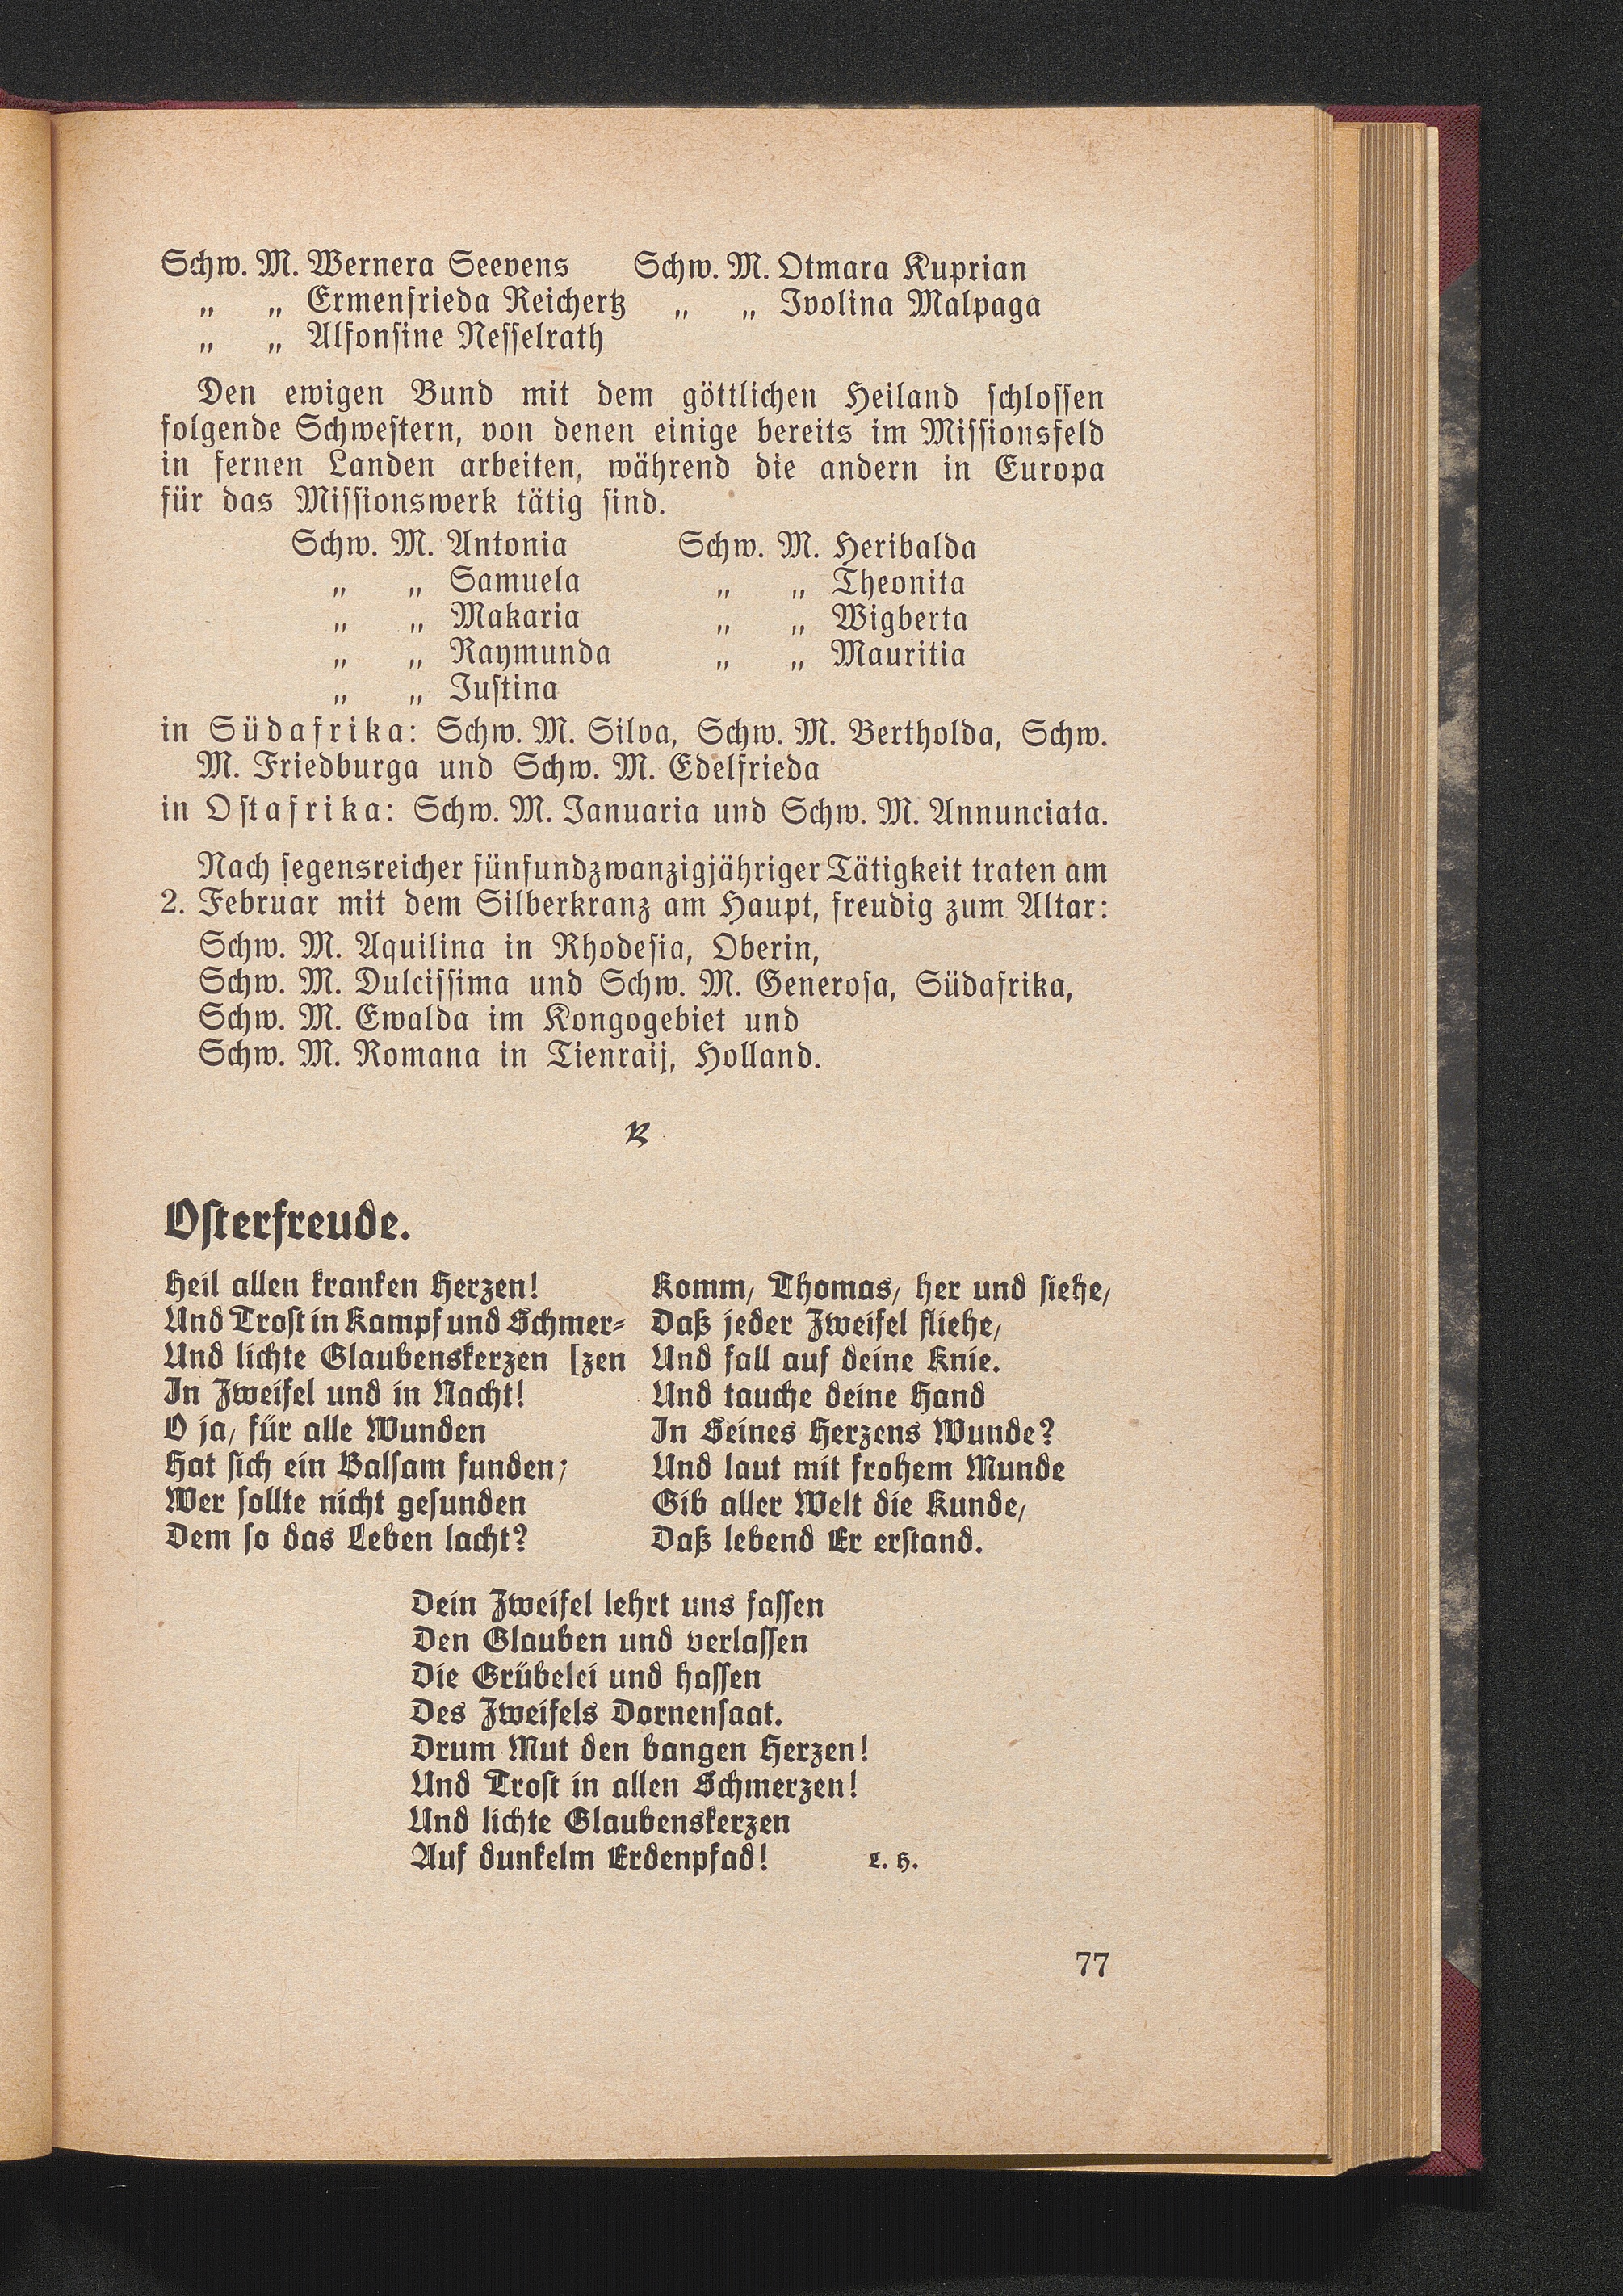 Schw. M. Wernera Seevens
„ „ Ermenfrieda Reichertz
„ „ Alfonsine Nesselrath
Schw. M. Otmara Kuprian
„ „ Ivolina Malpaga
Den ewigen Bund mit dem göttlichen Heiland schlossen
folgende Schwestern, von denen einige bereits im Missionsfeld
in fernen Landen arbeiten, während die andern in Europa
für das Missionswerk tätig sind.
Schw. M. Antonia
„ „ Samuela
„ „ Makaria
„ „ Raymunda
„ „ Justina
Schw. M. Heribalda
„ „ Theonita
„ „ Wigberta
„ „ Mauritia
in Südafrika: Schw. M. Silva, Schw. M. Bertholda, Schw.
M. Friedburga und Schw. M. Edelfrieda
in Ostafrika: Schw. M. Januaria und Schw. M. Annunciata.
Nach segensreicher fünfundzwanzigjähriger Tätigkeit traten am
2. Februar mit dem Silberkranz am Haupt, freudig zum Altar:
Schw. M. Aquilina in Rhodesia, Oberin,
Schw. M. Dulcissima und Schw. M. Generosa, Südafrika,
Schw. M. Ewalda im Kongogebiet und
Schw. M. Romana in Tienraij, Holland.
Osterfreude.
Heil allen kranken Herzen!
Und Trost in Kampf und Schmer-
Und lichte Glaubenskerzen [zen
In Zweifel und in Nacht!
O ja, für alle Wunden
Hat sich ein Balsam funden;
Wer sollte nicht gesunden
Dem so das Leben lacht?
Komm, Thomas, her und siehe,
Daß jeder Zweifel fliehe,
Und fall auf deine Knie.
Und tauche deine Hand
In Seines Herzens Wunde?
Und laut mit frohem Munde
Gib aller Welt die Kunde,
Daß lebend Er erstand.
Dein Zweifel lehrt uns fassen
Den Glauben und verlassen
Die Grübelei und hassen
Des Zweifels Dornensaat.
Drum Mut den bangen Herzen!
Und Trost in allen Schmerzen!
Und lichte Glaubenskerzen
Auf dunkelm Erdenpfad! L. H.
77